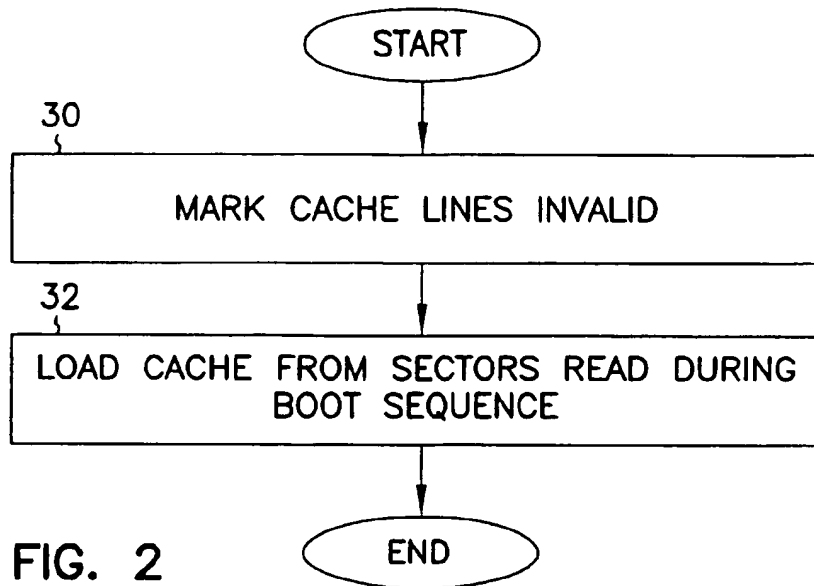 START
30
MARK CACHE LINES INVALID
32
LOAD CACHE FROM SECTORS READ DURING
BOOT SEQUENCE
END
FIG. 2